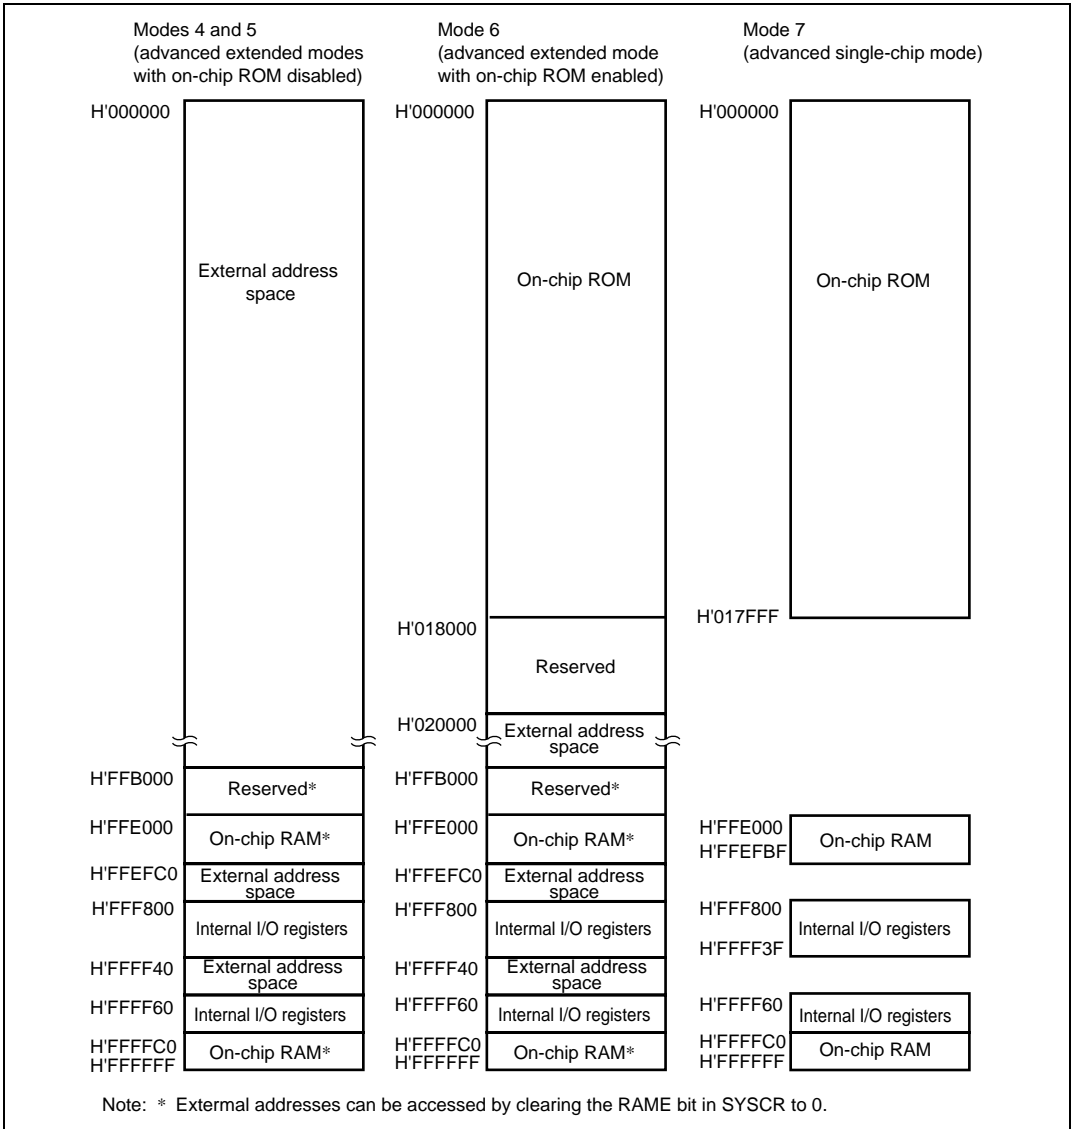 Modes 4 and 5
(advanced extended modes
with on-chip ROM disabled)
H'000000
External address
space
H'FFB000
Reserved*
H'FFE000
On-chip RAM*
H'FFEFC0
External address
space
H'FFF800
Internal I/O registers
H'FFFF40
External address
space
H'FFFF60
Internal I/O registers
H'FFFFC0
On-chip RAM*
H'FFFFFF
Mode 6
(advanced extended mode
with on-chip ROM enabled)
H'000000
On-chip ROM
H'018000
Reserved
H'020000
External address
space
H'FFB000
Reserved*
H'FFE000
On-chip RAM*
H'FFEFC0
External address
space
H'FFF800
Intermal I/O registers
H'FFFF40
External address
space
H'FFFF60
Internal I/O registers
H'FFFFC0
On-chip RAM*
H'FFFFFF
Mode 7
(advanced single-chip mode)
H'000000
On-chip ROM
H'017FFF
H'FFE000
On-chip RAM
H'FFEFBF
H'FFF800
Internal I/O registers
H'FFFF3F
H'FFFF60
Internal I/O registers
H'FFFFC0
On-chip RAM
H'FFFFFF
Note: * Extermal addresses can be accessed by clearing the RAME bit in SYSCR to 0.